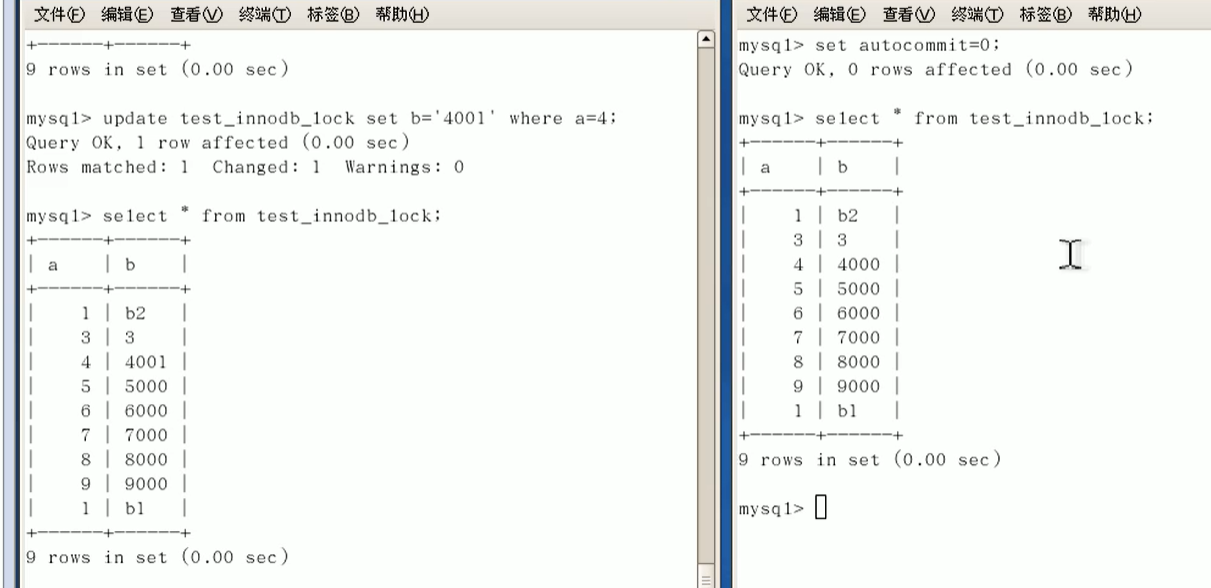 文件(F) 编辑(E) 查看(V) 终端(T) 标签(B) 帮助(H)
+------+------+
9 rows in set (0.00 sec)
mysql> update test_innodb_lock set b='4001' where a=4;
Query OK, 1 row affected (0.00 sec)
Rows matched: 1  Changed: 1  Warnings: 0
mysql> select * from test_innodb_lock;
+------+------+
| a    | b    |
+------+------+
|    1 | b2   |
|    3 | 3    |
|    4 | 4001 |
|    5 | 5000 |
|    6 | 6000 |
|    7 | 7000 |
|    8 | 8000 |
|    9 | 9000 |
|    1 | b1   |
+------+------+
9 rows in set (0.00 sec)
文件(F) 编辑(E) 查看(V) 终端(T) 标签(B) 帮助(H)
mysql> set autocommit=0;
Query OK, 0 rows affected (0.00 sec)
mysql> select * from test_innodb_lock;
+------+------+
| a    | b    |
+------+------+
|    1 | b2   |
|    3 | 3    |
|    4 | 4000 |
|    5 | 5000 |
|    6 | 6000 |
|    7 | 7000 |
|    8 | 8000 |
|    9 | 9000 |
|    1 | b1   |
+------+------+
9 rows in set (0.00 sec)
mysql>